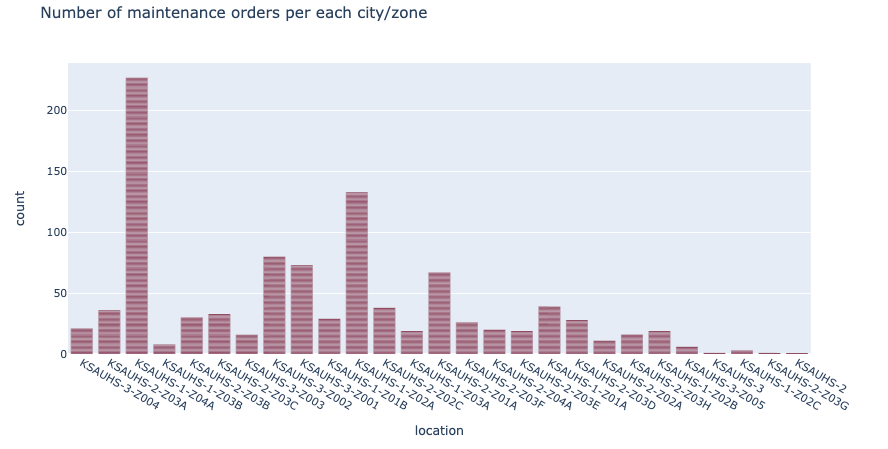 Number of maintenance orders per each city/zone
count
200
150
100
50
0
KSAUHS-3-Z004
KSAUHS-2-Z03A
KSAUHS-1-Z04A
KSAUHS-1-Z03B
KSAUHS-2-Z03B
KSAUHS-2-Z03C
KSAUHS-3-Z003
KSAUHS-3-Z002
KSAUHS-3-Z001
KSAUHS-1-Z01B
KSAUHS-1-Z02A
KSAUHS-2-Z02C
KSAUHS-1-Z03A
KSAUHS-2-Z01A
KSAUHS-2-Z03F
KSAUHS-2-Z04A
KSAUHS-2-Z03E
KSAUHS-1-Z01A
KSAUHS-2-Z03D
KSAUHS-2-Z02A
KSAUHS-2-Z03H
KSAUHS-1-Z02B
KSAUHS-3-Z005
KSAUHS-3
KSAUHS-1-Z02C
KSAUHS-2-Z03G
KSAUHS-2
location